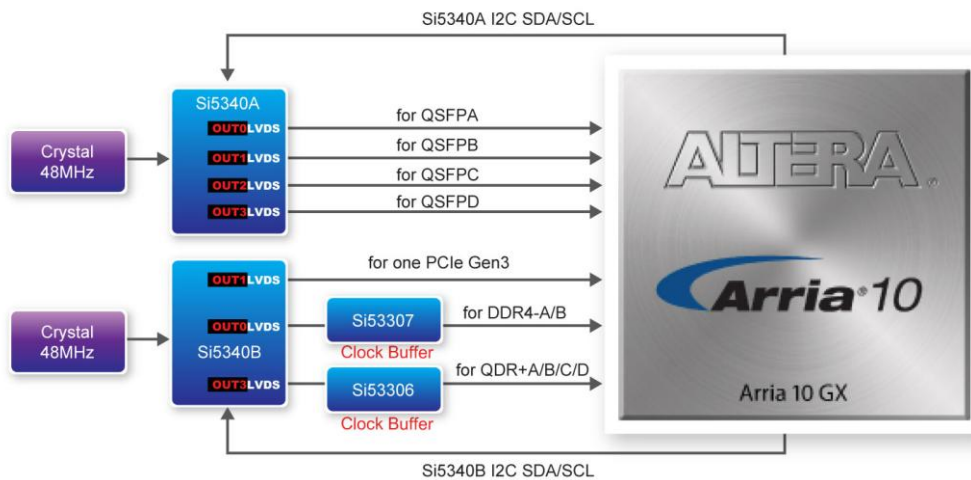 Si5340A I2C SDA/SCL
Si5340A
Crystal
48MHz
OUT0LVDS
for QSFPA
OUT1LVDS
for QSFPB
OUT2LVDS
for QSFPC
OUT3LVDS
for QSFPD
ALTERA®
Arria®10
Arria 10 GX
Crystal
48MHz
OUT1LVDS
for one PCIe Gen3
OUT0LVDS
Si53307
for DDR4-A/B
Clock Buffer
Si5340B
OUT3LVDS
Si53306
for QDR+A/B/C/D
Clock Buffer
Si5340B I2C SDA/SCL